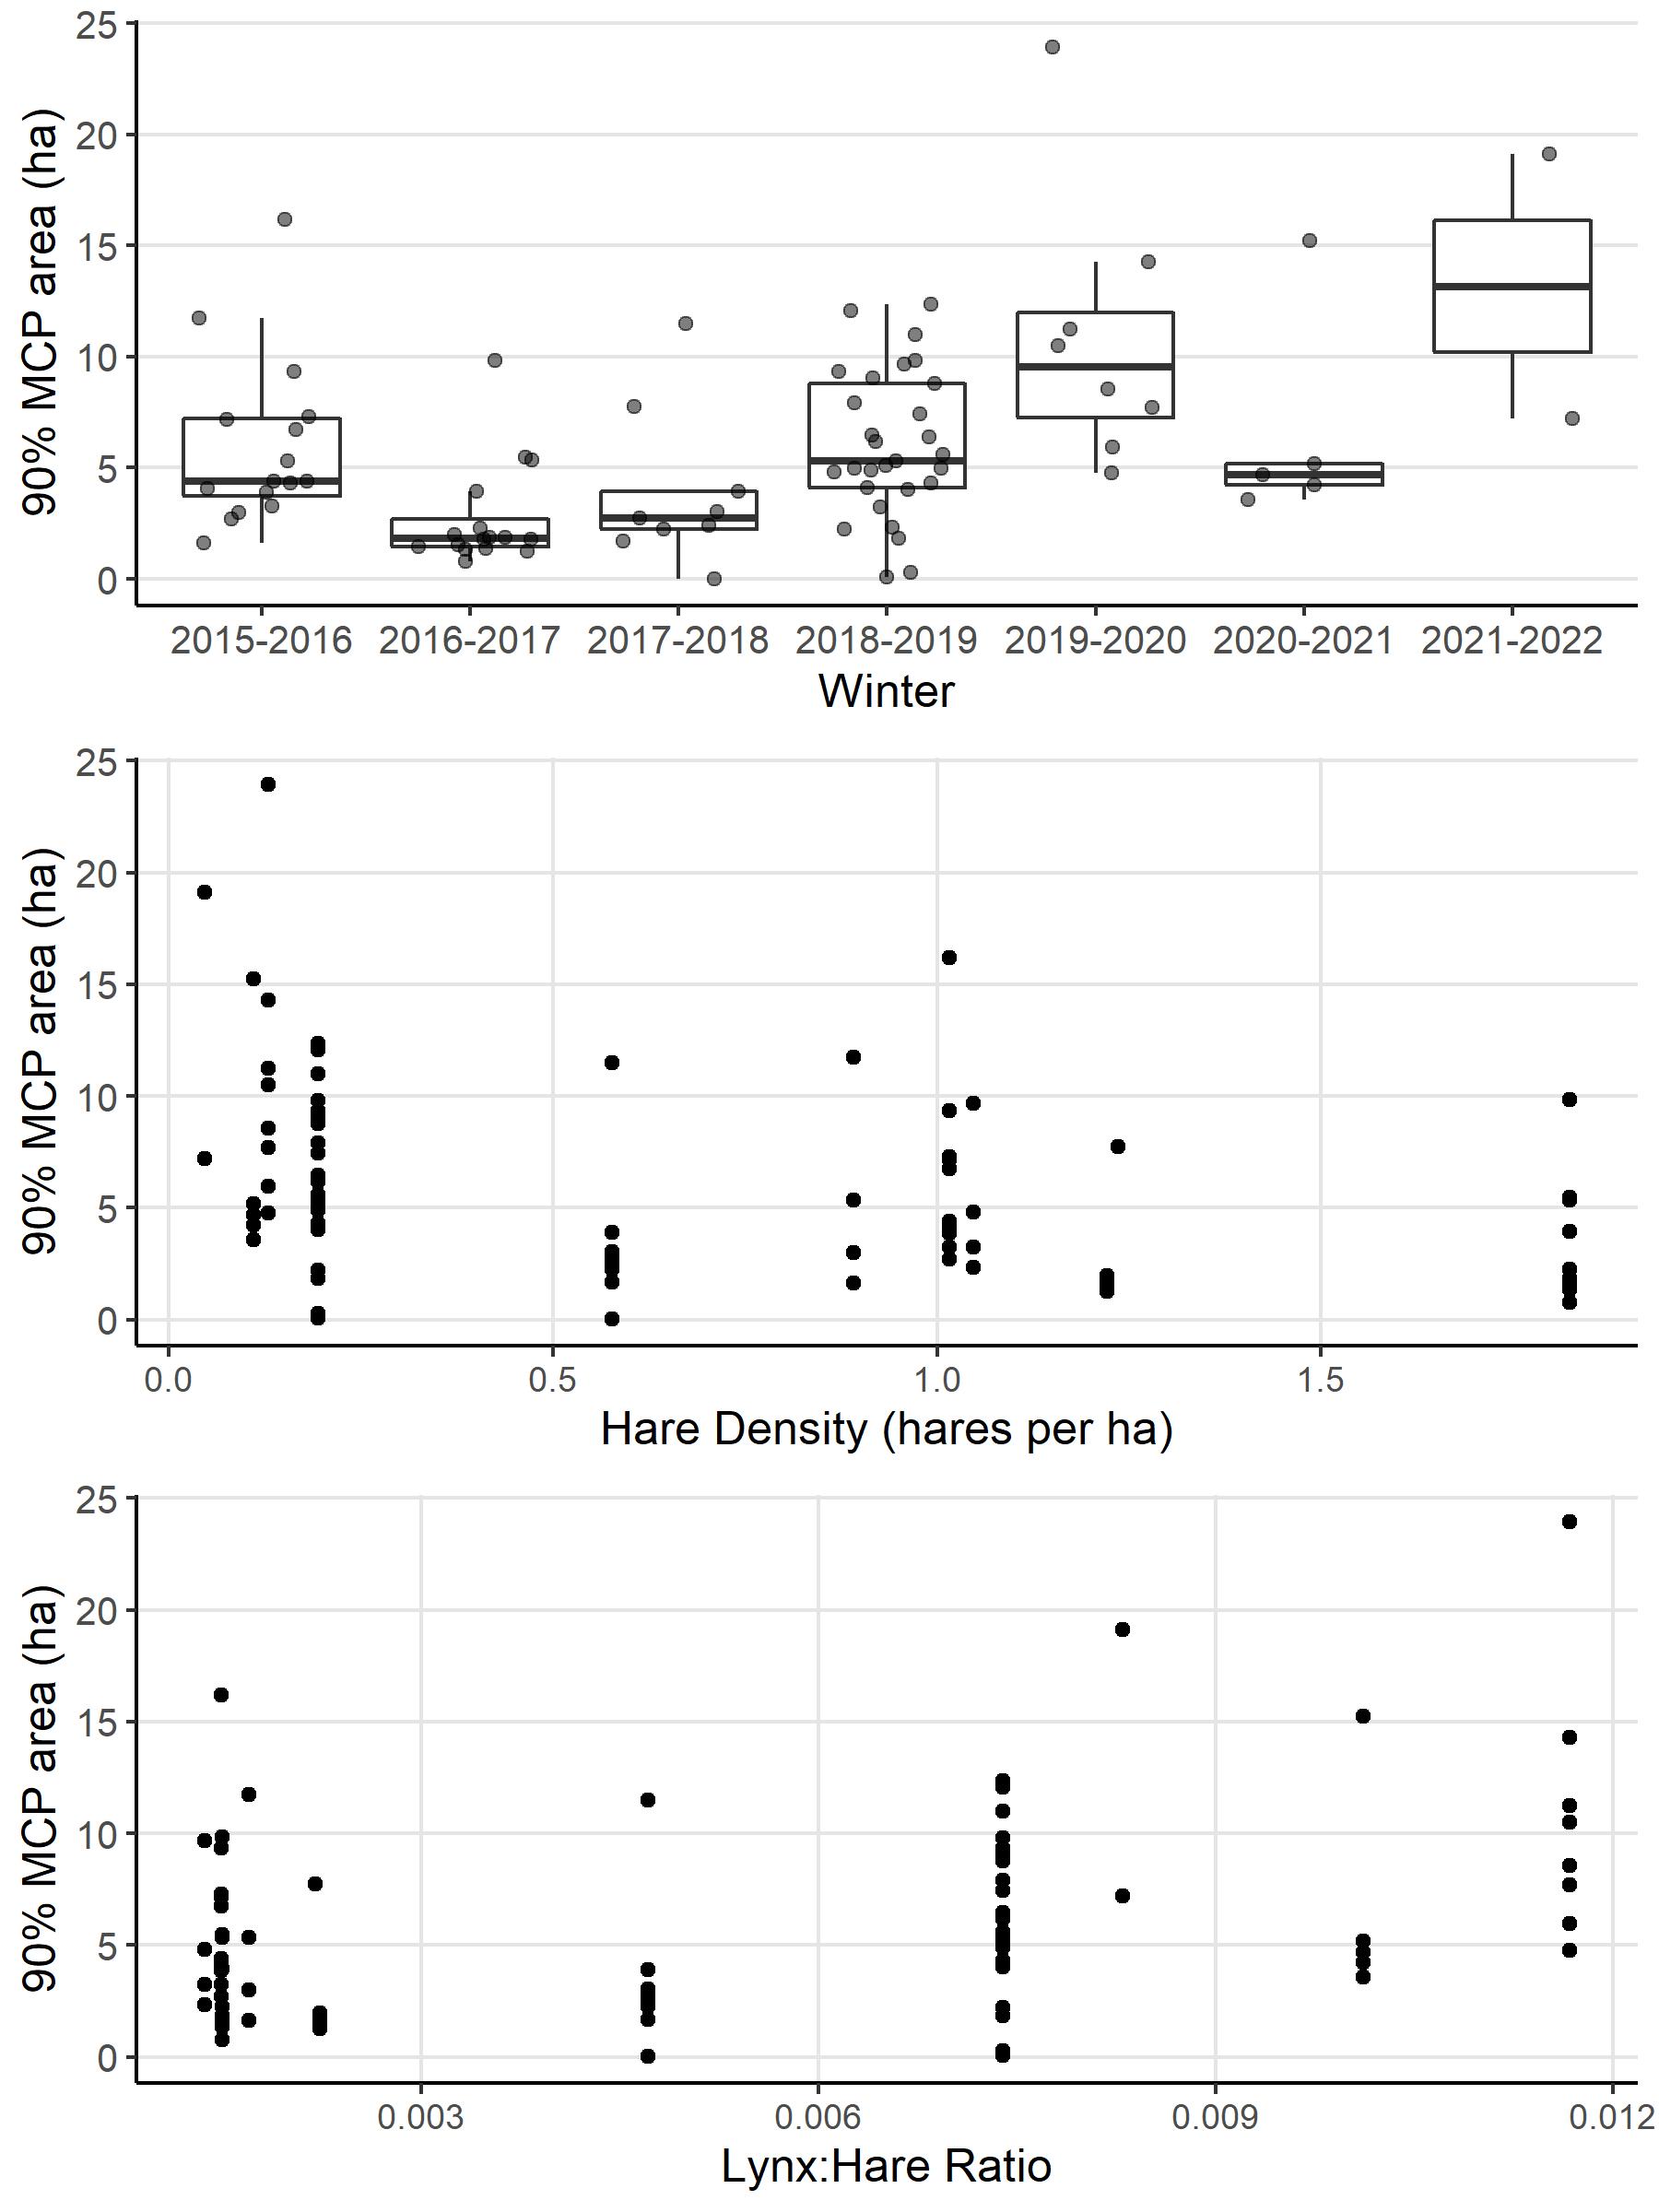 25
20
15
10
5
0
90% MCP area (ha)
2015-2016 2016-2017 2017-2018 2018-2019 2019-2020 2020-2021 2021-2022
Winter
25
20
15
10
5
0
90% MCP area (ha)
0.0 0.5 1.0 1.5
Hare Density (hares per ha)
25
20
15
10
5
0
90% MCP area (ha)
0.003 0.006 0.009 0.012
Lynx:Hare Ratio